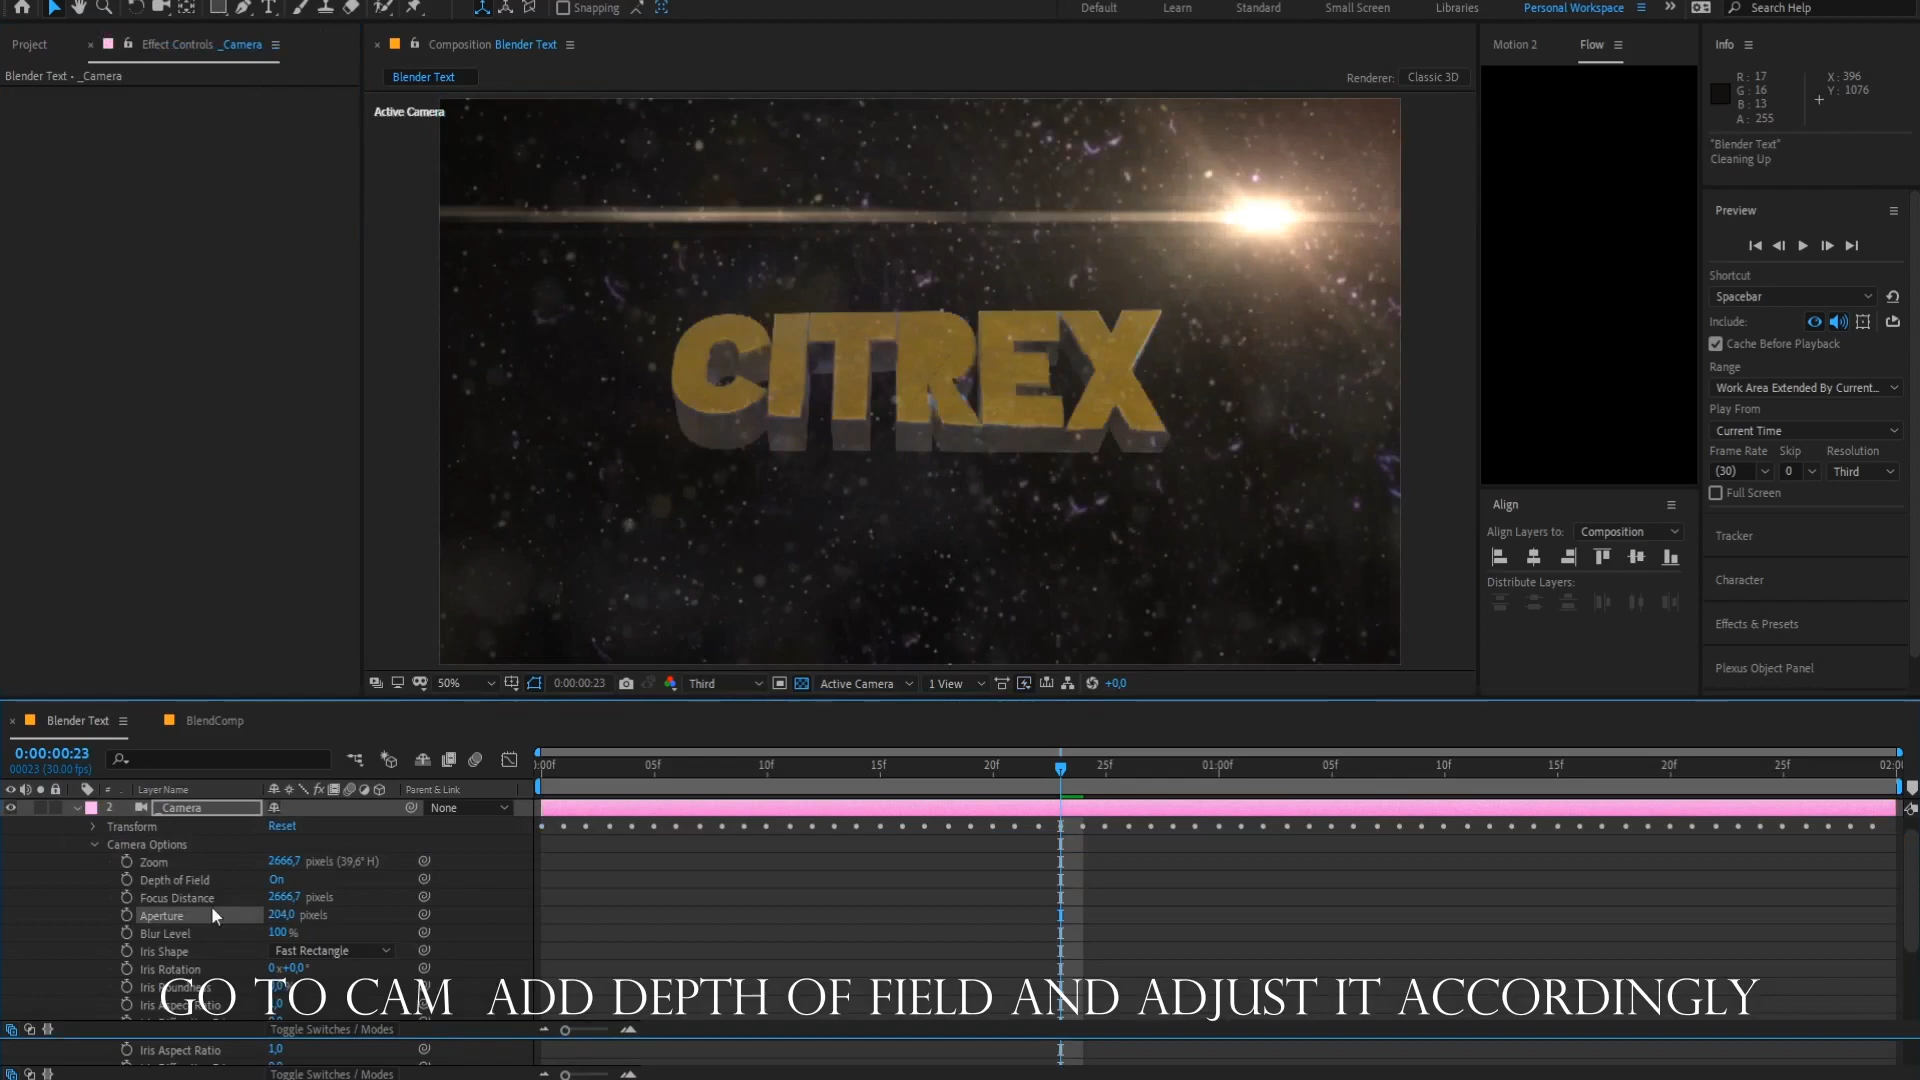 Snapping
Default
Learn
Standard
Small Screen
Libraries
Personal Workspace
Search Help
Project
Effect Controls _Camera
Composition Blender Text
Motion 2
Flow
Info
Blender Text • _Camera
Blender Text
Renderer: Classic 3D
R: 17
G: 16
B: 13
A: 255
X: 396
Y: 1076
"Blender Text"
Cleaning Up
Active Camera
CITREX
Preview
Shortcut
Spacebar
Include:
Cache Before Playback
Range
Work Area Extended By Current...
Play From
Current Time
Frame Rate Skip Resolution
(30) 0 Third
Full Screen
Align
Align Layers to: Composition
Distribute Layers:
Tracker
Character
Effects & Presets
Plexus Object Panel
50%
0:00:00:23
Third
Active Camera
1 View
+0,0
Blender Text
BlendComp
0:00:00:23
00023 (30.00 fps)
:00f 05f 10f 15f 20f 25f 01:00f 05f 10f 15f 20f 25f 02:0
# Layer Name fx Parent & Link
2 _Camera None
Transform Reset
Camera Options
Zoom 2666,7 pixels (39,6° H)
Depth of Field On
Focus Distance 2666,7 pixels
Aperture 204,0 pixels
Blur Level 100 %
Iris Shape Fast Rectangle
Iris Rotation 0x+0,0°
Iris Roundness
Iris Aspect Ratio
GO TO CAM ADD DEPTH OF FIELD AND ADJUST IT ACCORDINGLY
Toggle Switches / Modes
Iris Aspect Ratio 1,0
Toggle Switches / Modes